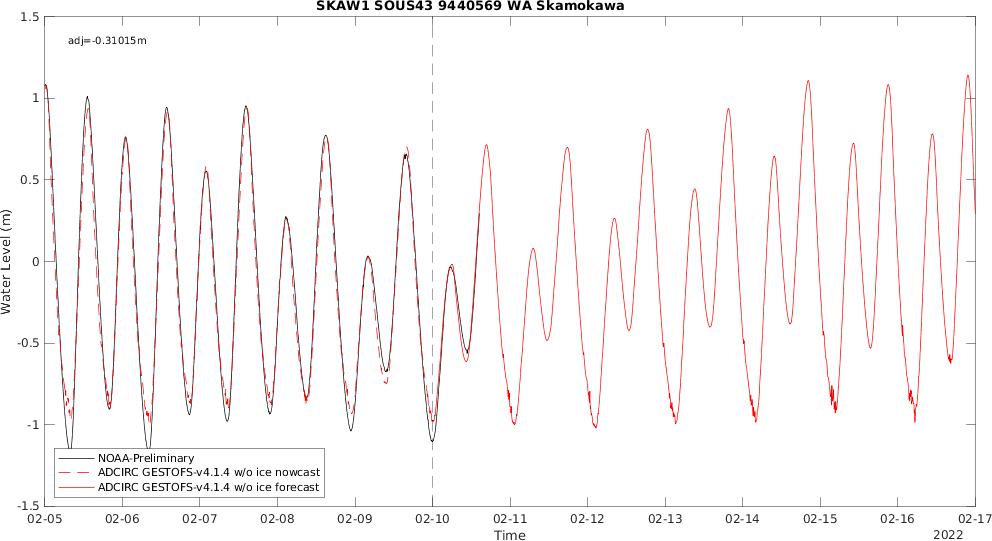 SKAW1 SOUS43 9440569 WA Skamokawa
adj=-0.31015m
Water Level (m)
1.5
1
0.5
0
-0.5
-1
-1.5
NOAA-Preliminary
ADCIRC GESTOFS-v4.1.4 w/o ice nowcast
ADCIRC GESTOFS-v4.1.4 w/o ice forecast
02-05 02-06 02-07 02-08 02-09 02-10 02-11 02-12 02-13 02-14 02-15 02-16 02-17
Time
2022